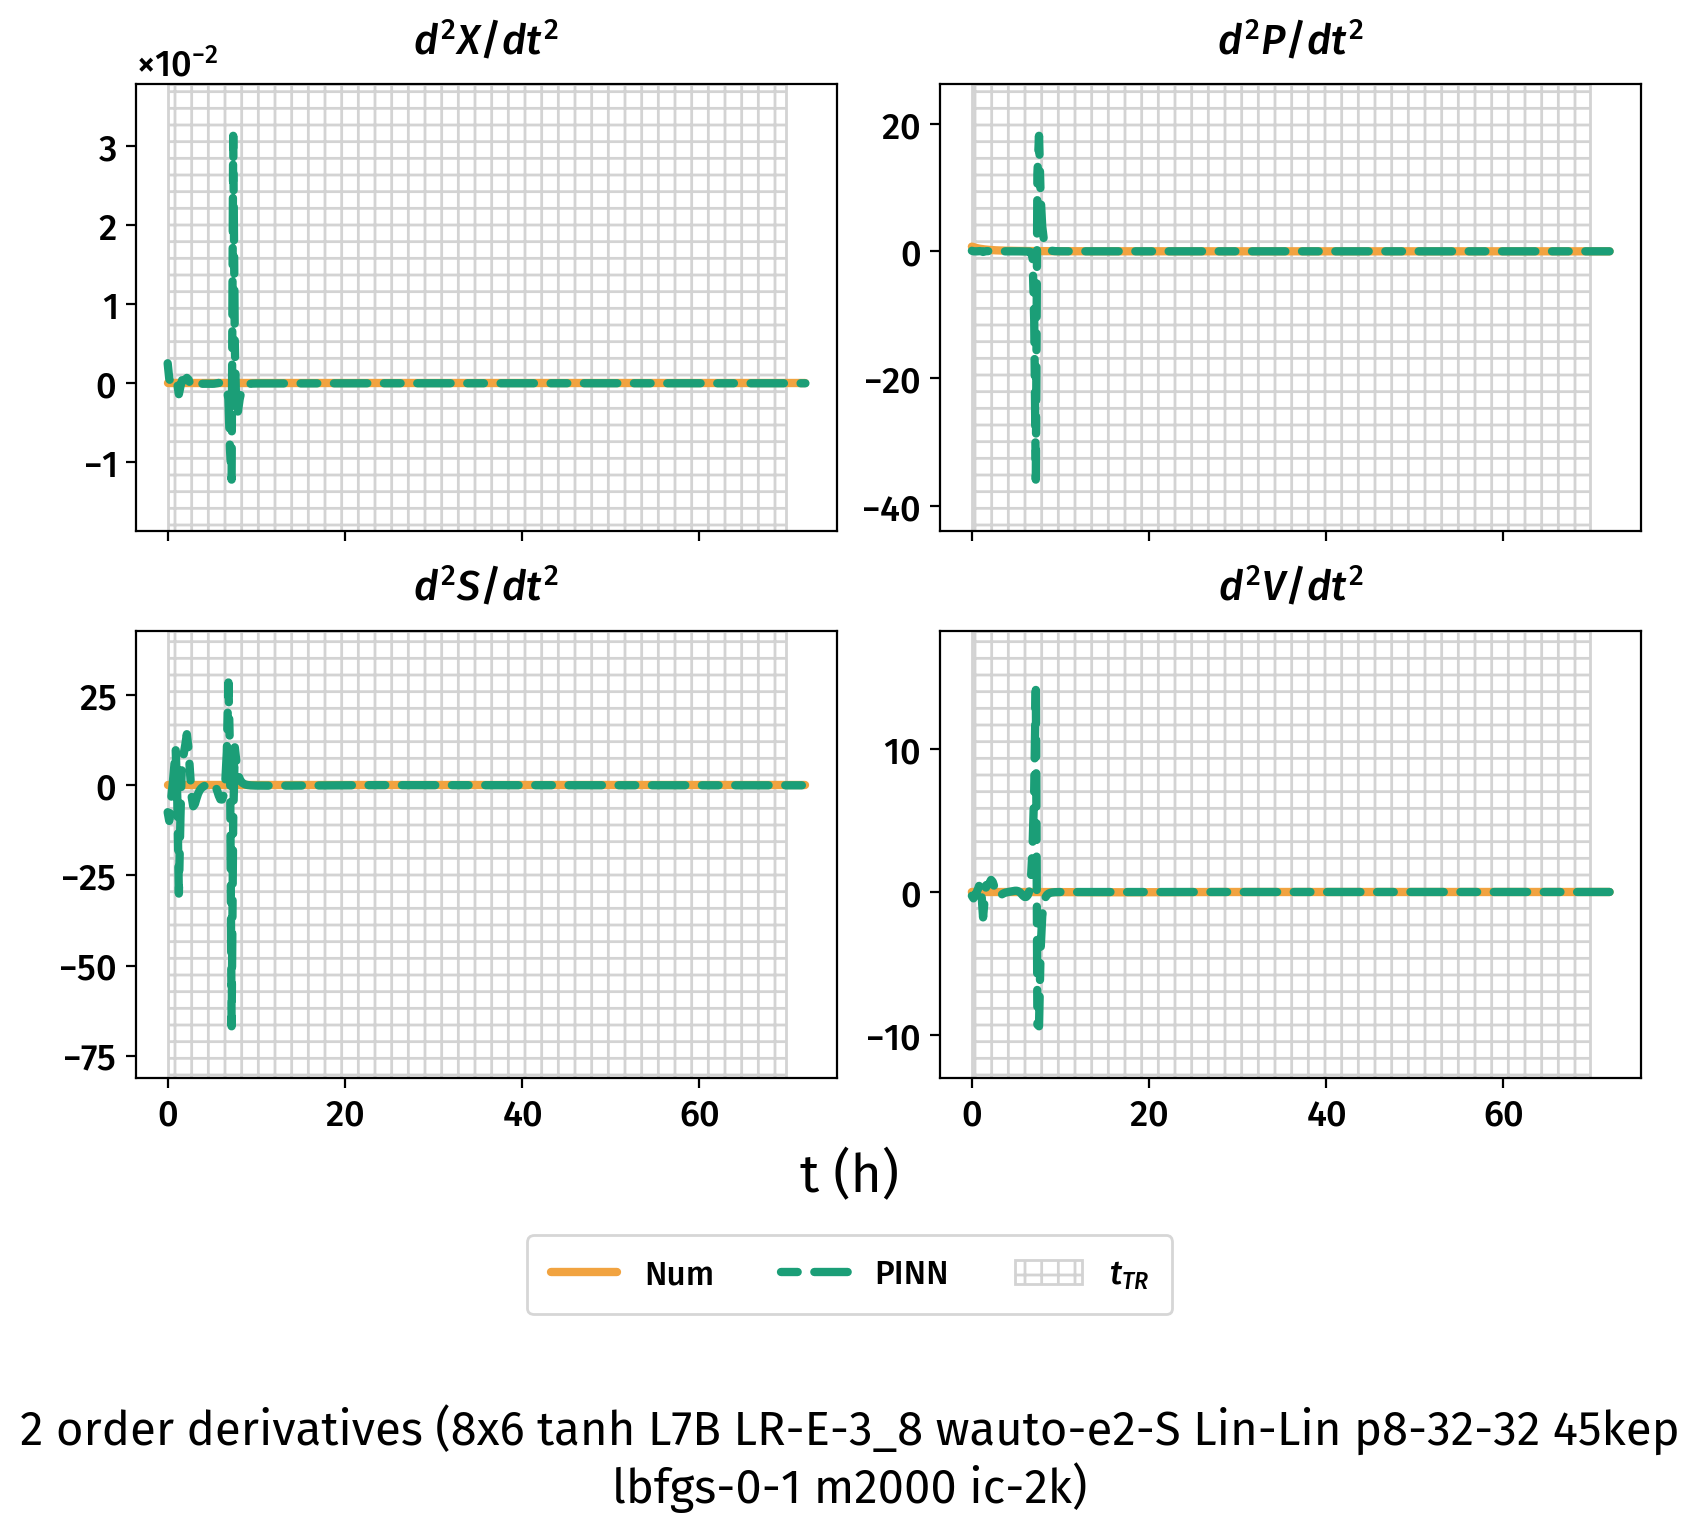 d²X/dt²
d²P/dt²
×10⁻²
3
2
1
0
−1
20
0
−20
−40
d²S/dt²
d²V/dt²
25
0
−25
−50
−75
10
0
−10
0 20 40 60
0 20 40 60
t (h)
Num PINN t_TR
2 order derivatives (8x6 tanh L7B LR-E-3_8 wauto-e2-S Lin-Lin p8-32-32 45kep
lbfgs-0-1 m2000 ic-2k)